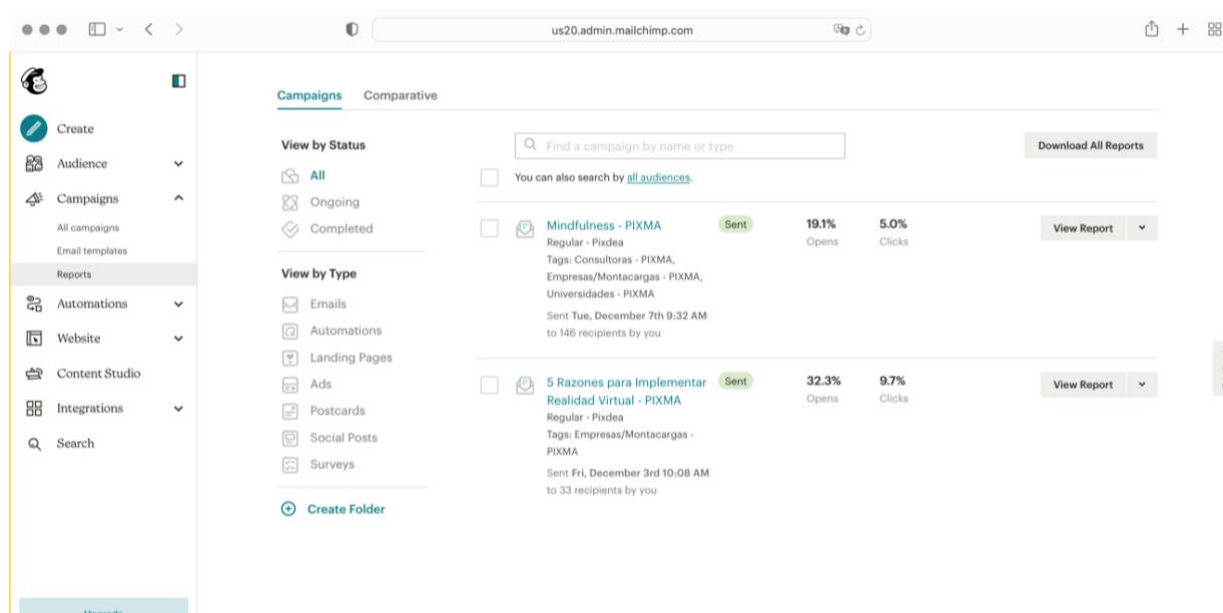 us20.admin.mailchimp.com
Create
Audience
Campaigns
All campaigns
Email templates
Reports
Automations
Website
Content Studio
Integrations
Search
Campaigns Comparative
View by Status
All
Ongoing
Completed
View by Type
Emails
Automations
Landing Pages
Ads
Postcards
Social Posts
Surveys
Create Folder
Find a campaign by name or type
Download All Reports
You can also search by all audiences.
Mindfulness - PIXMA
Regular - Pixdea
Tags: Consultoras - PIXMA,
Empresas/Montacargas - PIXMA,
Universidades - PIXMA
Sent Tue, December 7th 9:32 AM
to 146 recipients by you
Sent
19.1%
Opens
5.0%
Clicks
View Report
5 Razones para Implementar
Realidad Virtual - PIXMA
Regular - Pixdea
Tags: Empresas/Montacargas -
PIXMA
Sent Fri, December 3rd 10:08 AM
to 33 recipients by you
Sent
32.3%
Opens
9.7%
Clicks
View Report